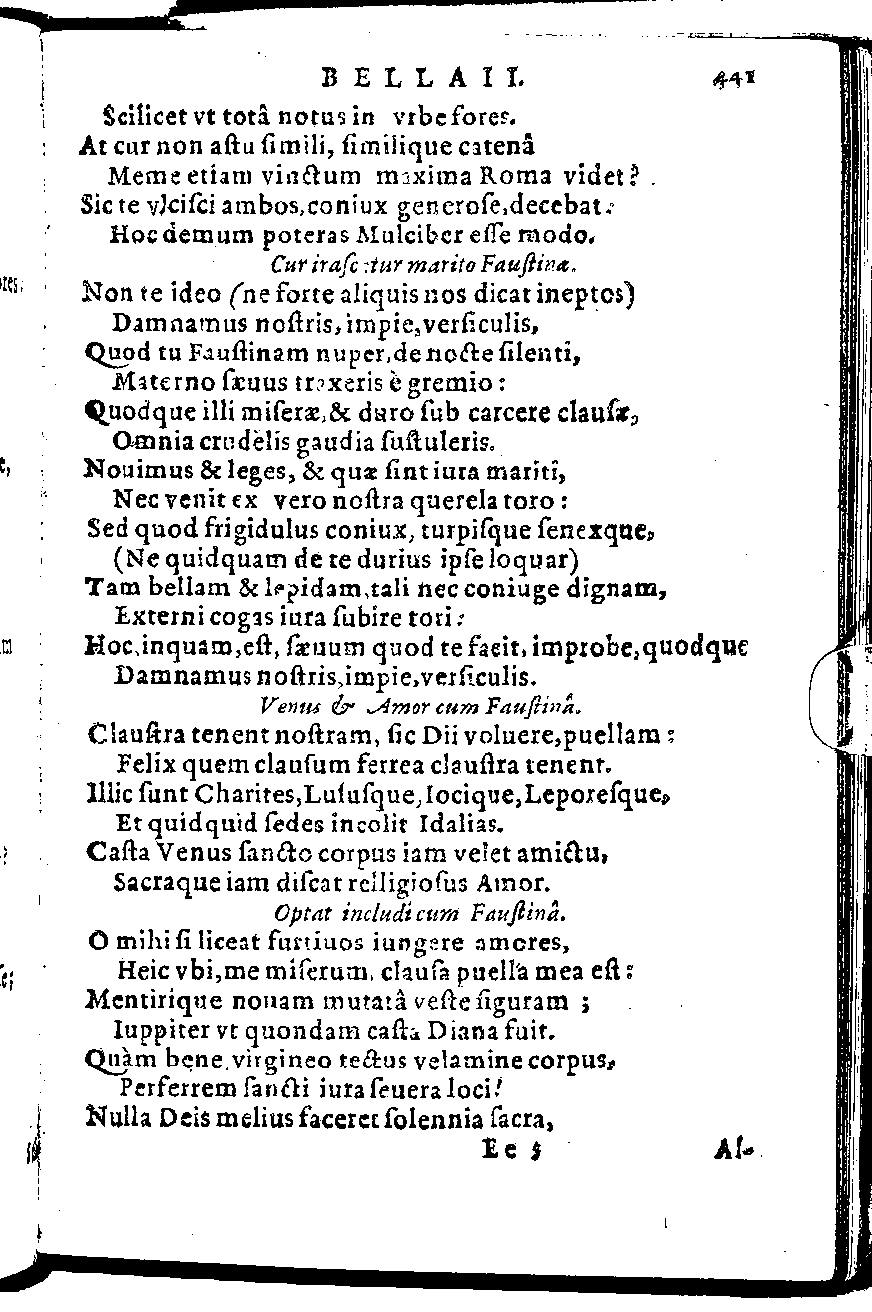 BELLAII. 441
Scilicet vt totâ notus in vrbe fores.
At cur non aſtu ſimili, ſimilique catenâ
Meme etiam vinctum maxima Roma videt?
Sic te vlciſci ambos, coniux generoſe, decebat:
Hoc demum poteras Mulciber eſſe modo.
Cur iraſcatur marito Fauſtinæ.
Non te ideo (ne forte aliquis nos dicat ineptos)
Damnamus noſtris, impie, verſiculis,
Quod tu Fauſtinam nuper, de nocte ſilenti,
Materno ſæuus traxeris è gremio:
Quodque illi miſeræ, & duro ſub carcere clauſæ,
Omnia crudelis gaudia ſuſtuleris.
Nouimus & leges, & quæ ſint iura mariti,
Nec venit ex vero noſtra querela toro:
Sed quod frigidulus coniux, turpiſque ſenexque,
(Ne quidquam de te durius ipſe loquar)
Tam bellam & lepidam, tali nec coniuge dignam,
Externi cogas iura ſubire tori:
Hoc, inquam, eſt, ſæuum quod te facit, improbe, quodque
Damnamus noſtris, impie, verſiculis.
Venus & Amor cum Fauſtinâ.
Clauſtra tenent noſtram, ſic Dii voluere, puellam:
Felix quem clauſum ferrea clauſtra tenent.
Illic ſunt Charites, Luſuſque, Iocique, Leporeſque,
Et quidquid ſedes incolit Idalias.
Caſta Venus ſancto corpus iam velet amictu,
Sacraque iam diſcat relligioſus Amor.
Optat includi cum Fauſtinâ.
O mihi ſi liceat furtiuos iungere amores,
Heic vbi, me miſerum, clauſa puella mea eſt:
Mentirique nouam mutatâ veſte figuram;
Iuppiter vt quondam caſta Diana fuit.
Quàm bene, virgineo tectus velamine corpus,
Perferrem ſancti iura ſeuera loci!
Nulla Deis melius faceret ſolennia ſacra,
Ee 5 Aſ-